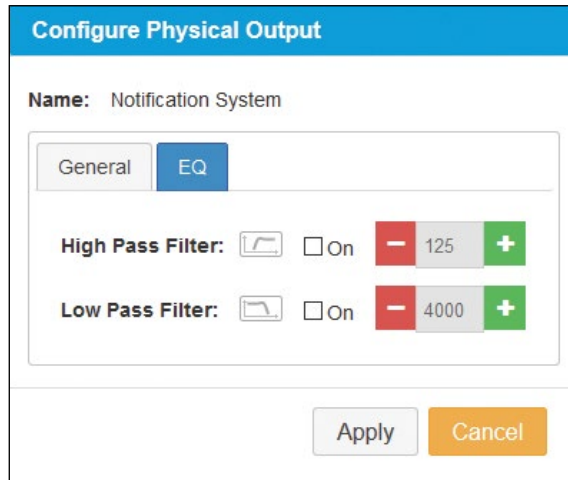 Configure Physical Output
Name: Notification System
General EQ
High Pass Filter: On − 125 +
Low Pass Filter: On − 4000 +
Apply Cancel